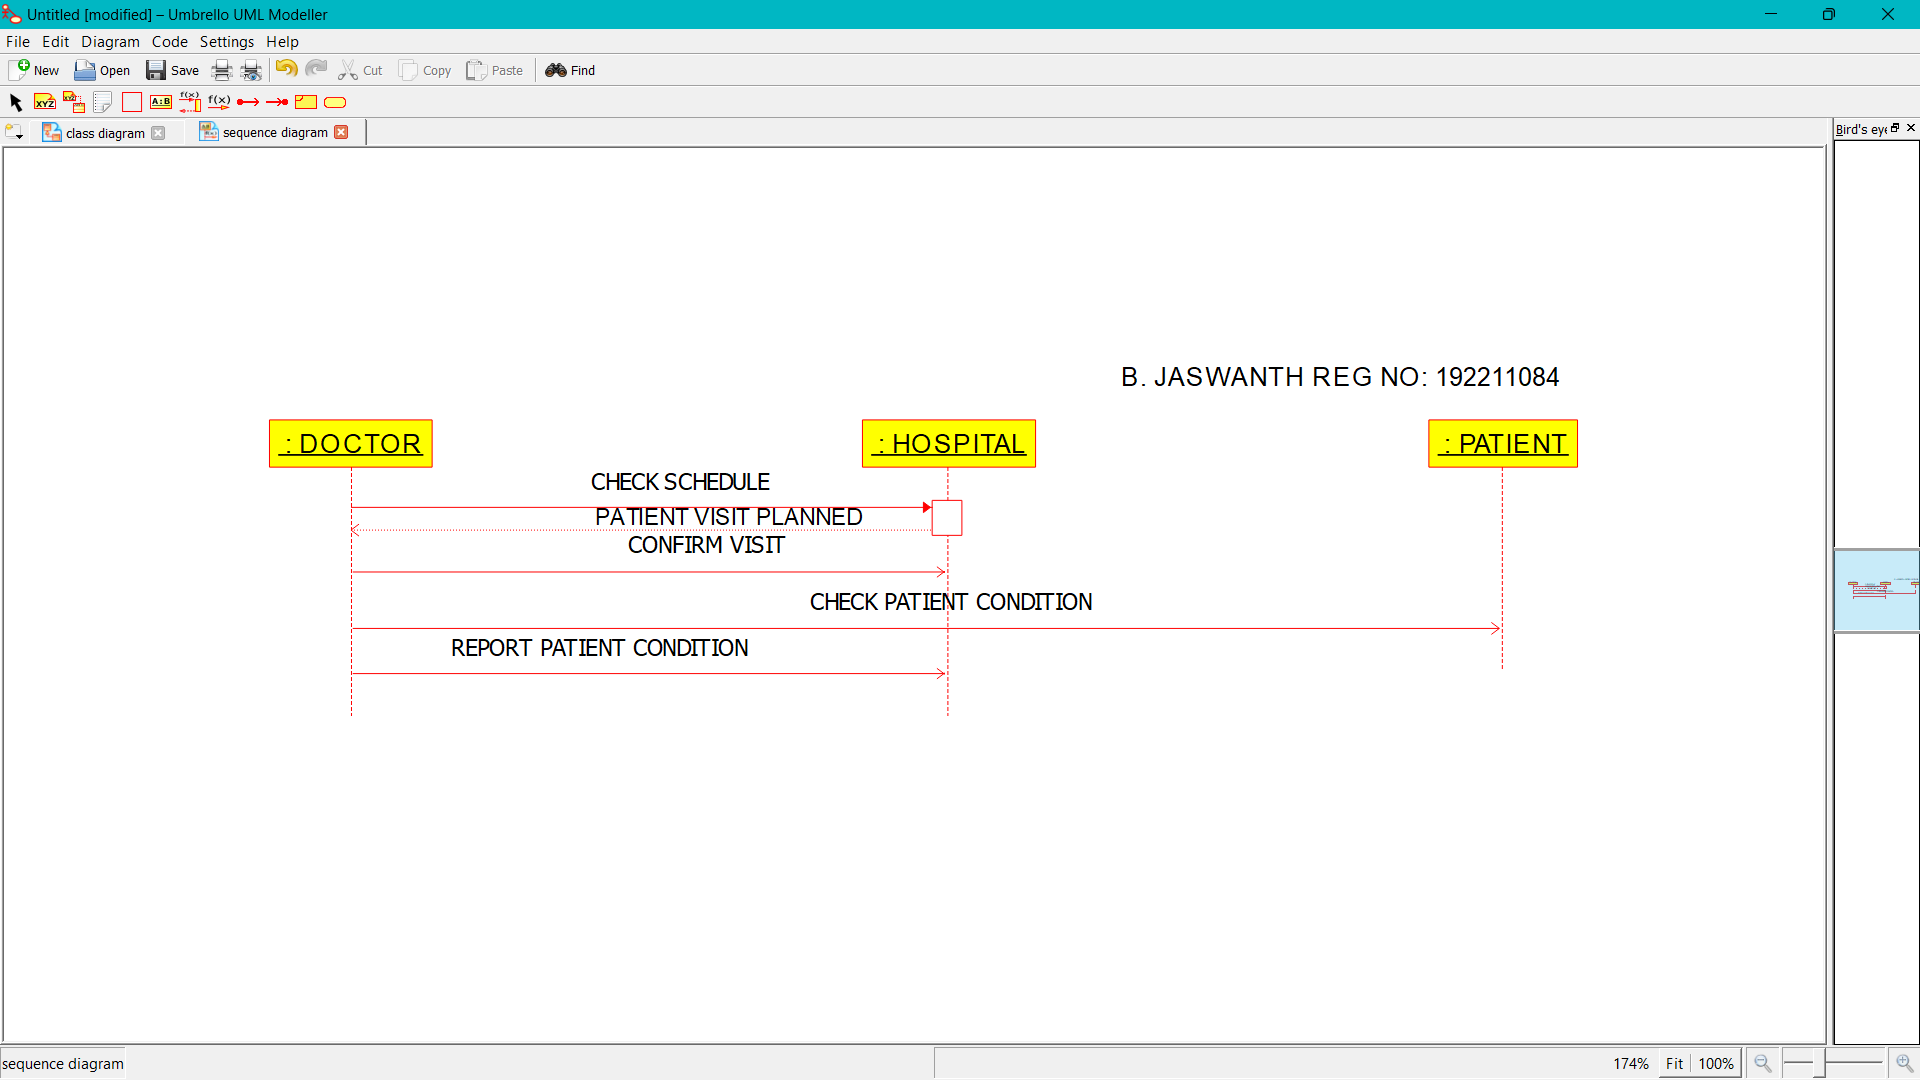 Untitled [modified] – Umbrello UML Modeller
File Edit Diagram Code Settings Help
New Open Save Cut Copy Paste Find
XYZ XYZ A:B f(x) f(x)
class diagram sequence diagram
Bird's eye
B. JASWANTH REG NO: 192211084
: DOCTOR : HOSPITAL : PATIENT
CHECK SCHEDULE
PATIENT VISIT PLANNED
CONFIRM VISIT
CHECK PATIENT CONDITION
REPORT PATIENT CONDITION
sequence diagram 174% Fit 100%